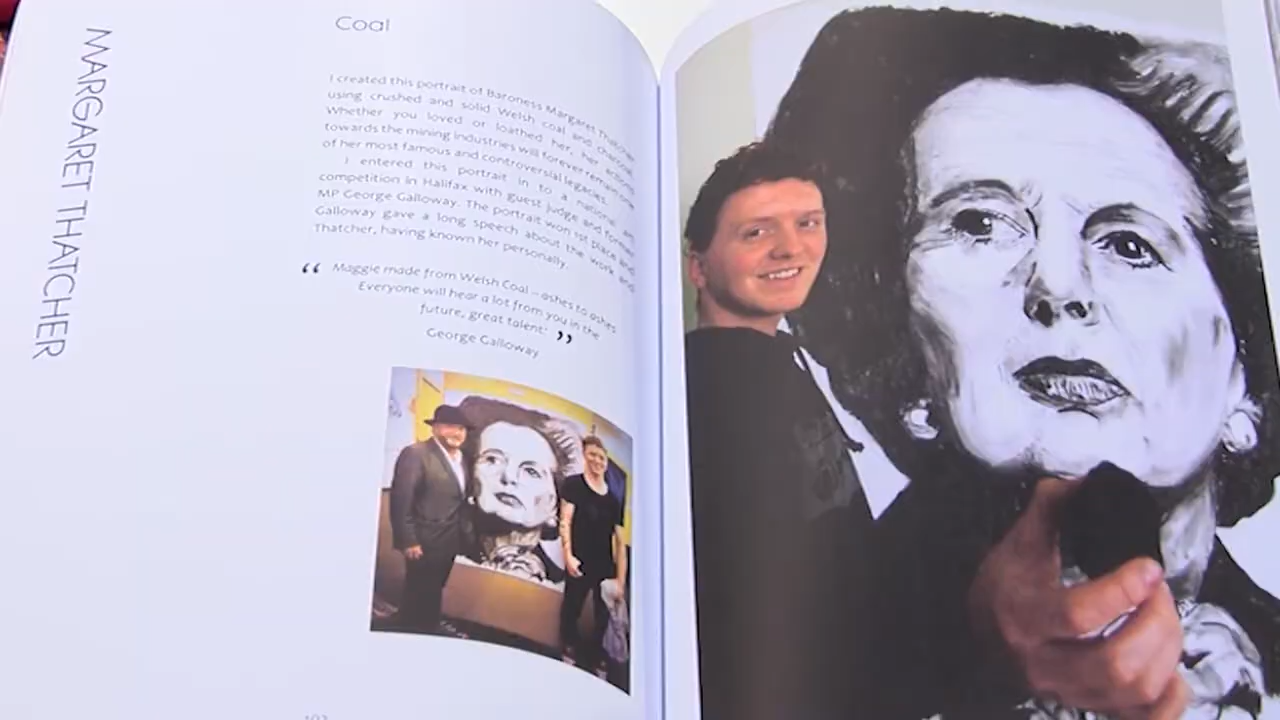 MARGARET THATCHER
Coal
I created this portrait of Baroness Margaret Thatcher
using crushed and solid Welsh coal and charcoal.
Whether you loved or loathed her, her actions
towards the mining industries will forever remain one
of her most famous and controversial legacies.
I entered this portrait in to a national art
competition in Halifax with guest judge and former
MP George Galloway. The portrait won 1st place and
Galloway gave a long speech about the work and
Thatcher, having known her personally.
“ Maggie made from Welsh Coal – ashes to ashes
Everyone will hear a lot from you in the
future, great talent' ”
George Galloway